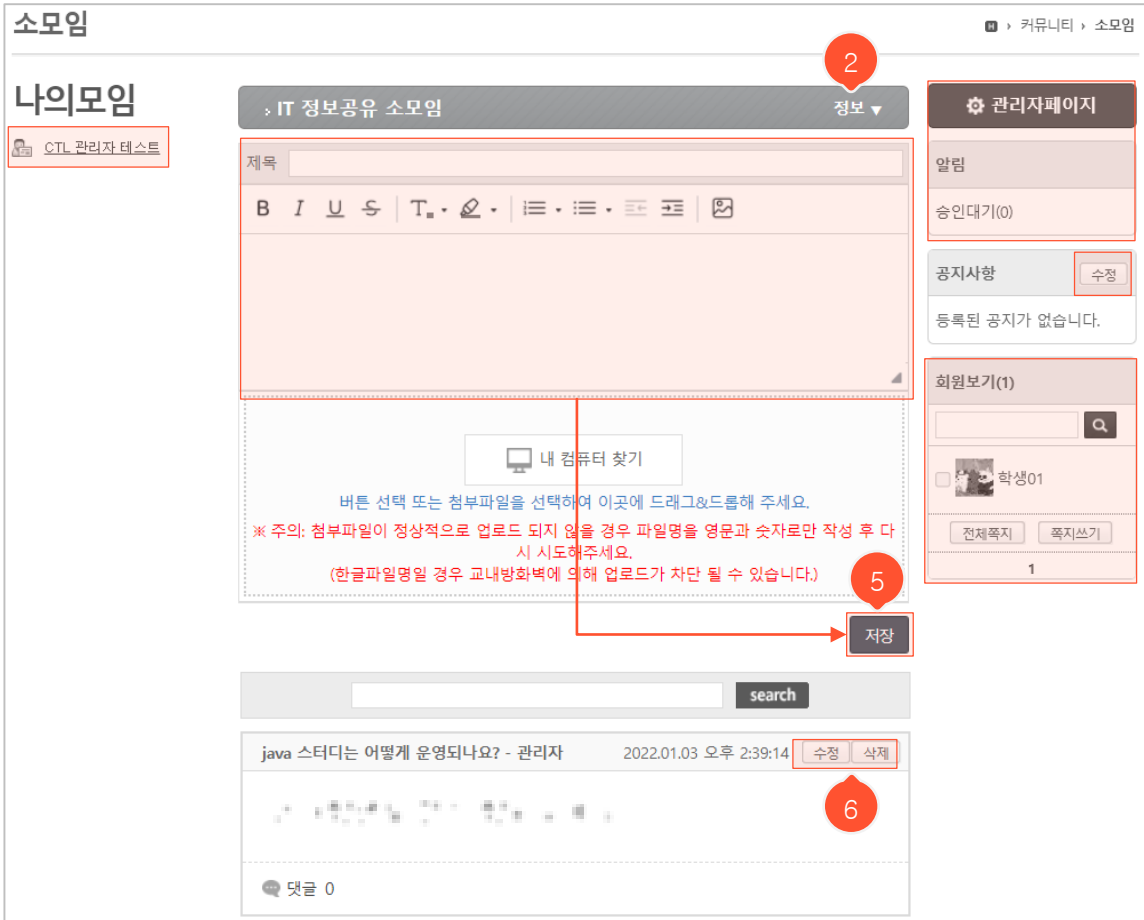 소모임
H › 커뮤니티 › 소모임
나의모임
CTL 관리자 테스트
2
› IT 정보공유 소모임
정보 ▼
제목
B I U S T
내 컴퓨터 찾기
버튼 선택 또는 첨부파일을 선택하여 이곳에 드래그&드롭해 주세요.
※ 주의: 첨부파일이 정상적으로 업로드 되지 않을 경우 파일명을 영문과 숫자로만 작성 후 다
시 시도해주세요.
(한글파일명일 경우 교내방화벽에 의해 업로드가 차단 될 수 있습니다.)
5
저장
search
java 스터디는 어떻게 운영되나요? - 관리자
2022.01.03 오후 2:39:14
수정 삭제
6
댓글 0
관리자페이지
알림
승인대기(0)
공지사항
수정
등록된 공지가 없습니다.
회원보기(1)
학생01
전체쪽지 쪽지쓰기
1